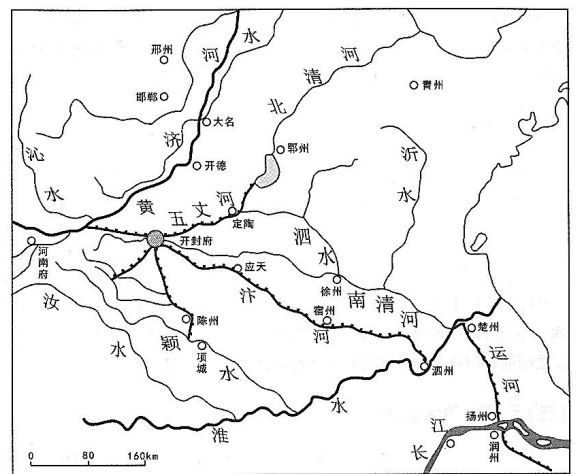 邢州
邯郸
大名
开德
河水
济
北清河
青州
郓州
沂水
沁水
黄
五丈河
定陶
泗水
开封府
河南府
应天
徐州
南清河
汴河
宿州
陈州
项城
汝水
颍水
淮水
泗州
楚州
运河
扬州
润州
长江
0 80 160km